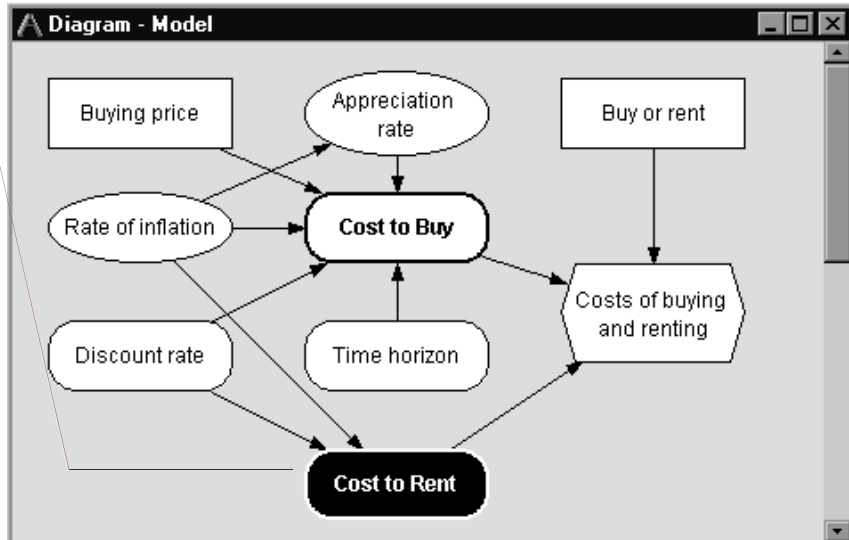 Diagram - Model
Buying price
Appreciation
rate
Buy or rent
Rate of inflation
Cost to Buy
Costs of buying
and renting
Discount rate
Time horizon
Cost to Rent